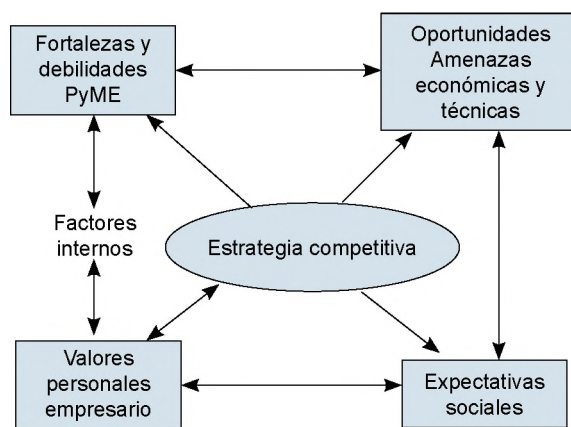 Fortalezas y
debilidades
PyME
Oportunidades
Amenazas
económicas y
técnicas
Factores
internos
Estrategia competitiva
Valores
personales
empresario
Expectativas
sociales